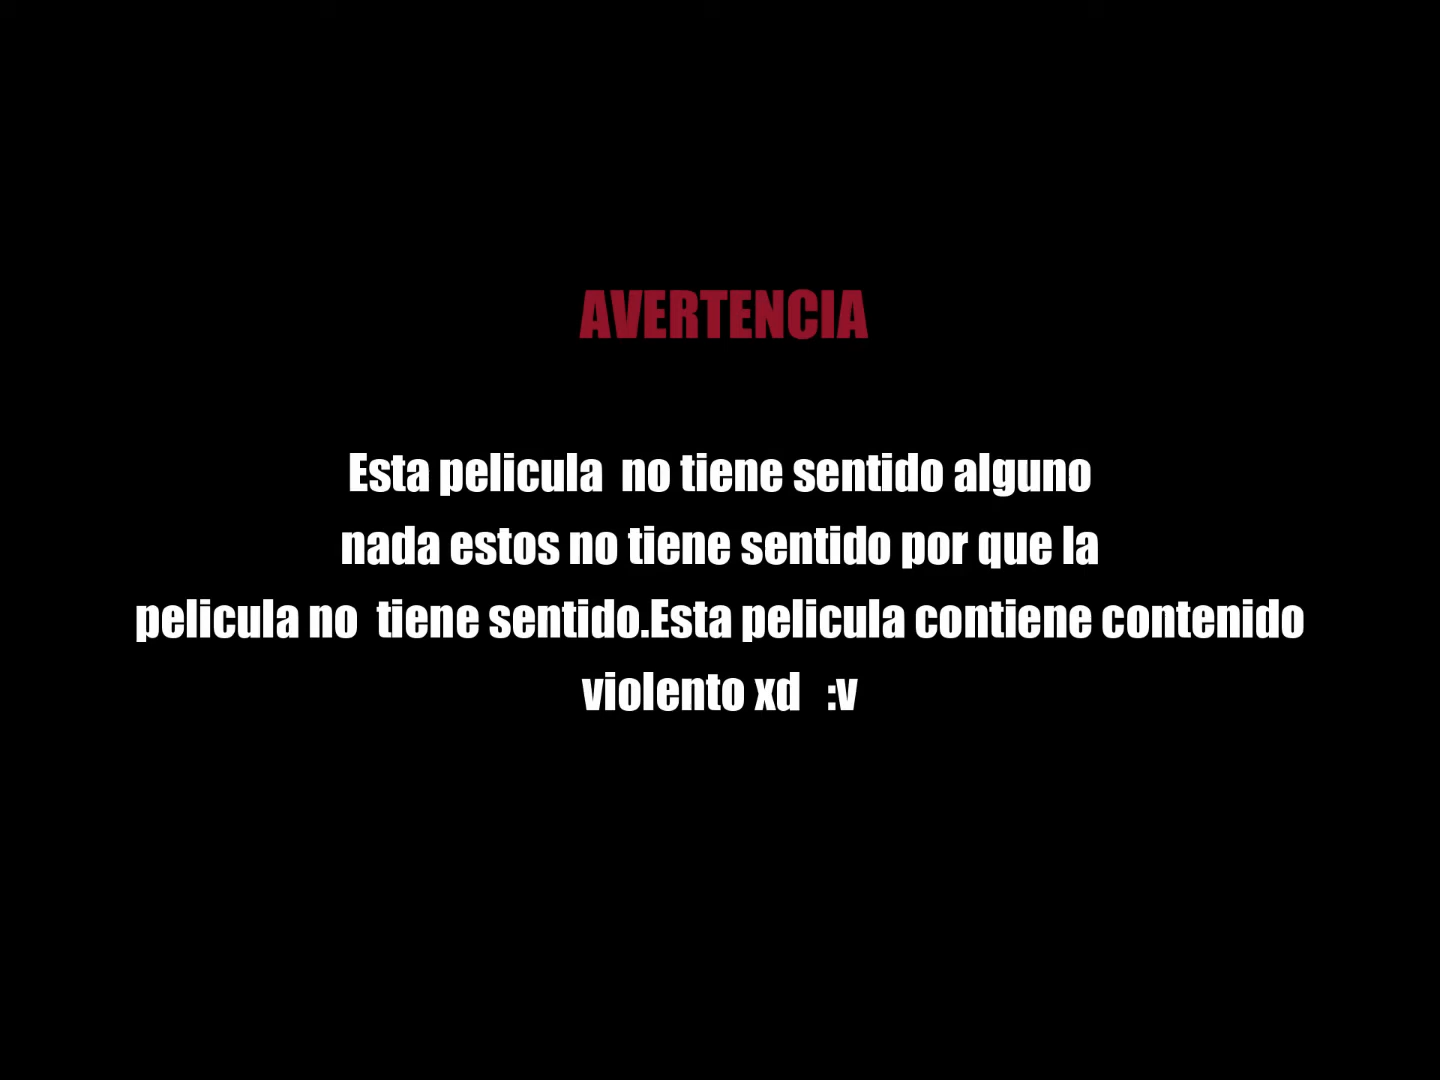 AVERTENCIA
Esta pelicula  no tiene sentido alguno
nada estos no tiene sentido por que la
pelicula no  tiene sentido.Esta pelicula contiene contenido
violento xd   :v